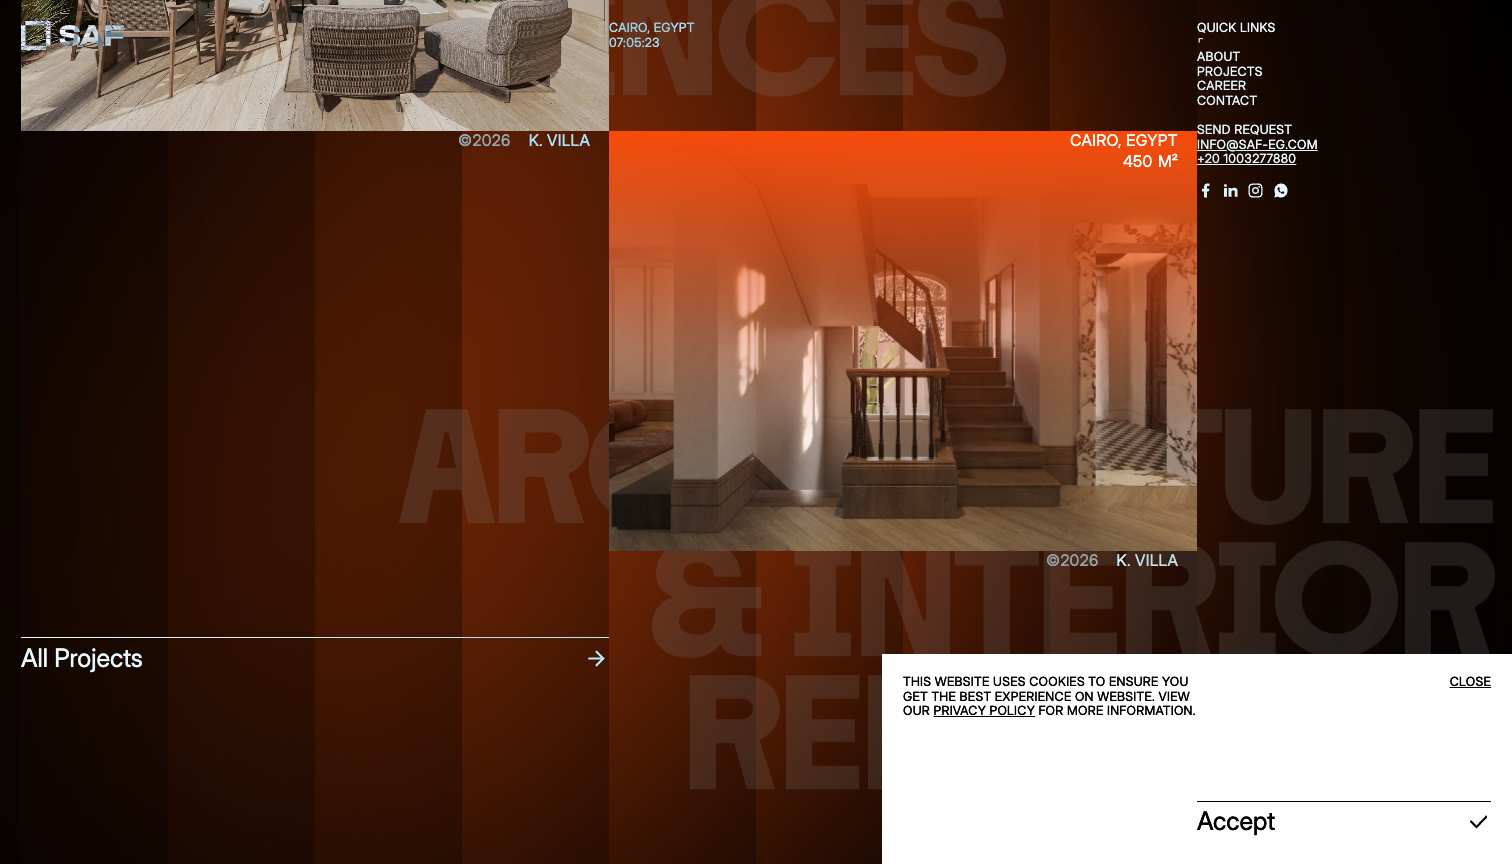 SAF
CAIRO, EGYPT
07:05:23
QUICK LINKS
ABOUT
PROJECTS
CAREER
CONTACT
SEND REQUEST
INFO@SAF-EG.COM
+20 1003277880
©2026 K. VILLA
CAIRO, EGYPT
450 M²
©2026 K. VILLA
& INTERIOR
All Projects
THIS WEBSITE USES COOKIES TO ENSURE YOU
GET THE BEST EXPERIENCE ON WEBSITE. VIEW
OUR PRIVACY POLICY FOR MORE INFORMATION.
CLOSE
Accept